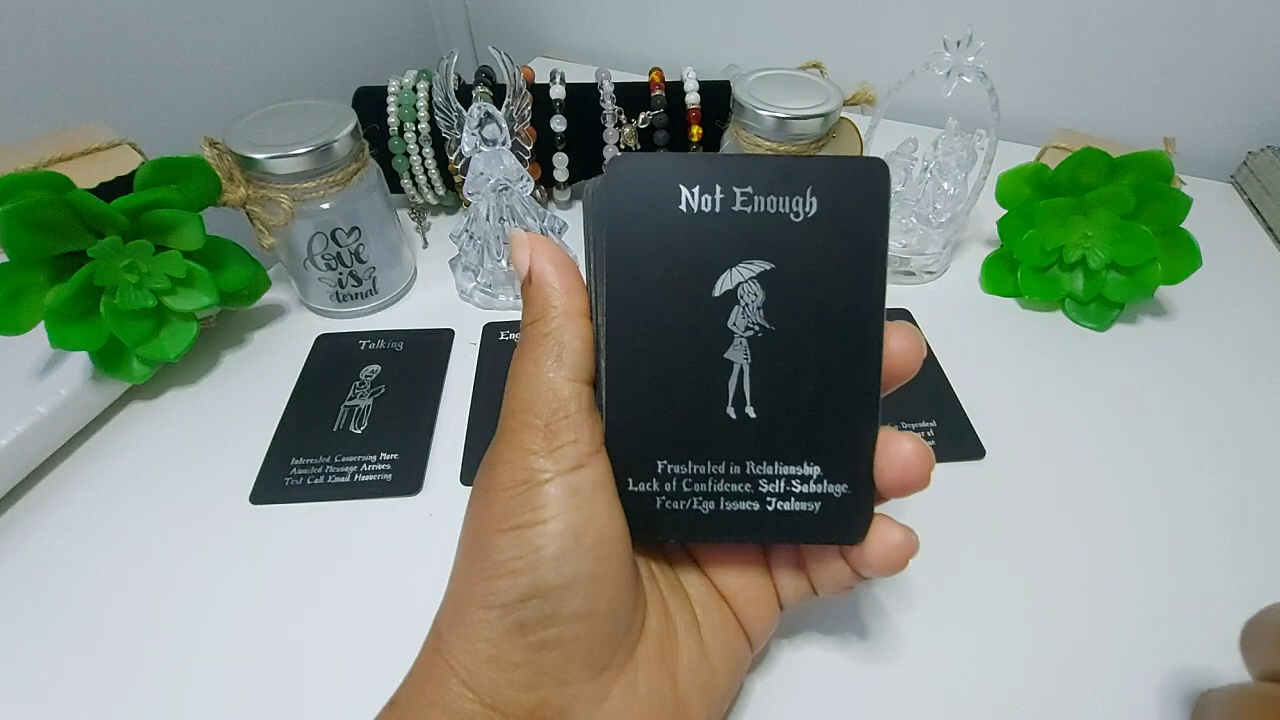 Not Enough
Frustrated in Relationship.
Lack of Confidence. Self-Sabotage.
Fear/Ego Issues Jealousy
love
is
eternal
Talking
Interested Conversing More.
Awaited Message Arrives.
Text Call Email Hoovering
Dependent